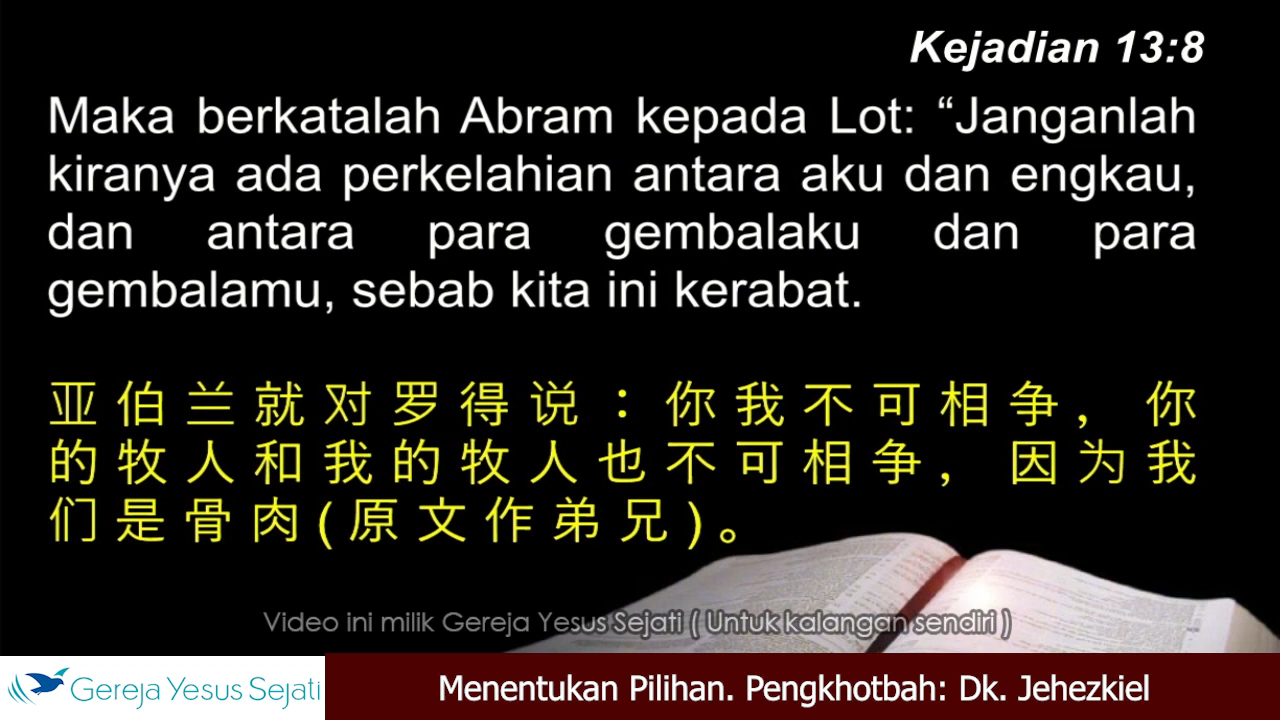 Kejadian 13:8
Maka berkatalah Abram kepada Lot: “Janganlah
kiranya ada perkelahian antara aku dan engkau,
dan antara para gembalaku dan para
gembalamu, sebab kita ini kerabat.
亚伯兰就对罗得说：你我不可相争，你
的牧人和我的牧人也不可相争，因为我
们是骨肉(原文作弟兄)。
Video ini milik Gereja Yesus Sejati ( Untuk kalangan sendiri )
Gereja Yesus Sejati
Menentukan Pilihan. Pengkhotbah: Dk. Jehezkiel